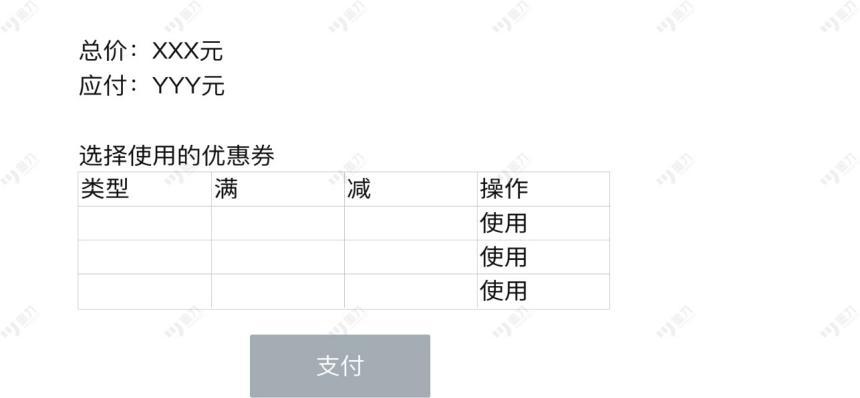 总价：XXX元
应付：YYY元
选择使用的优惠券
类型 满 减 操作
使用
使用
使用
支付